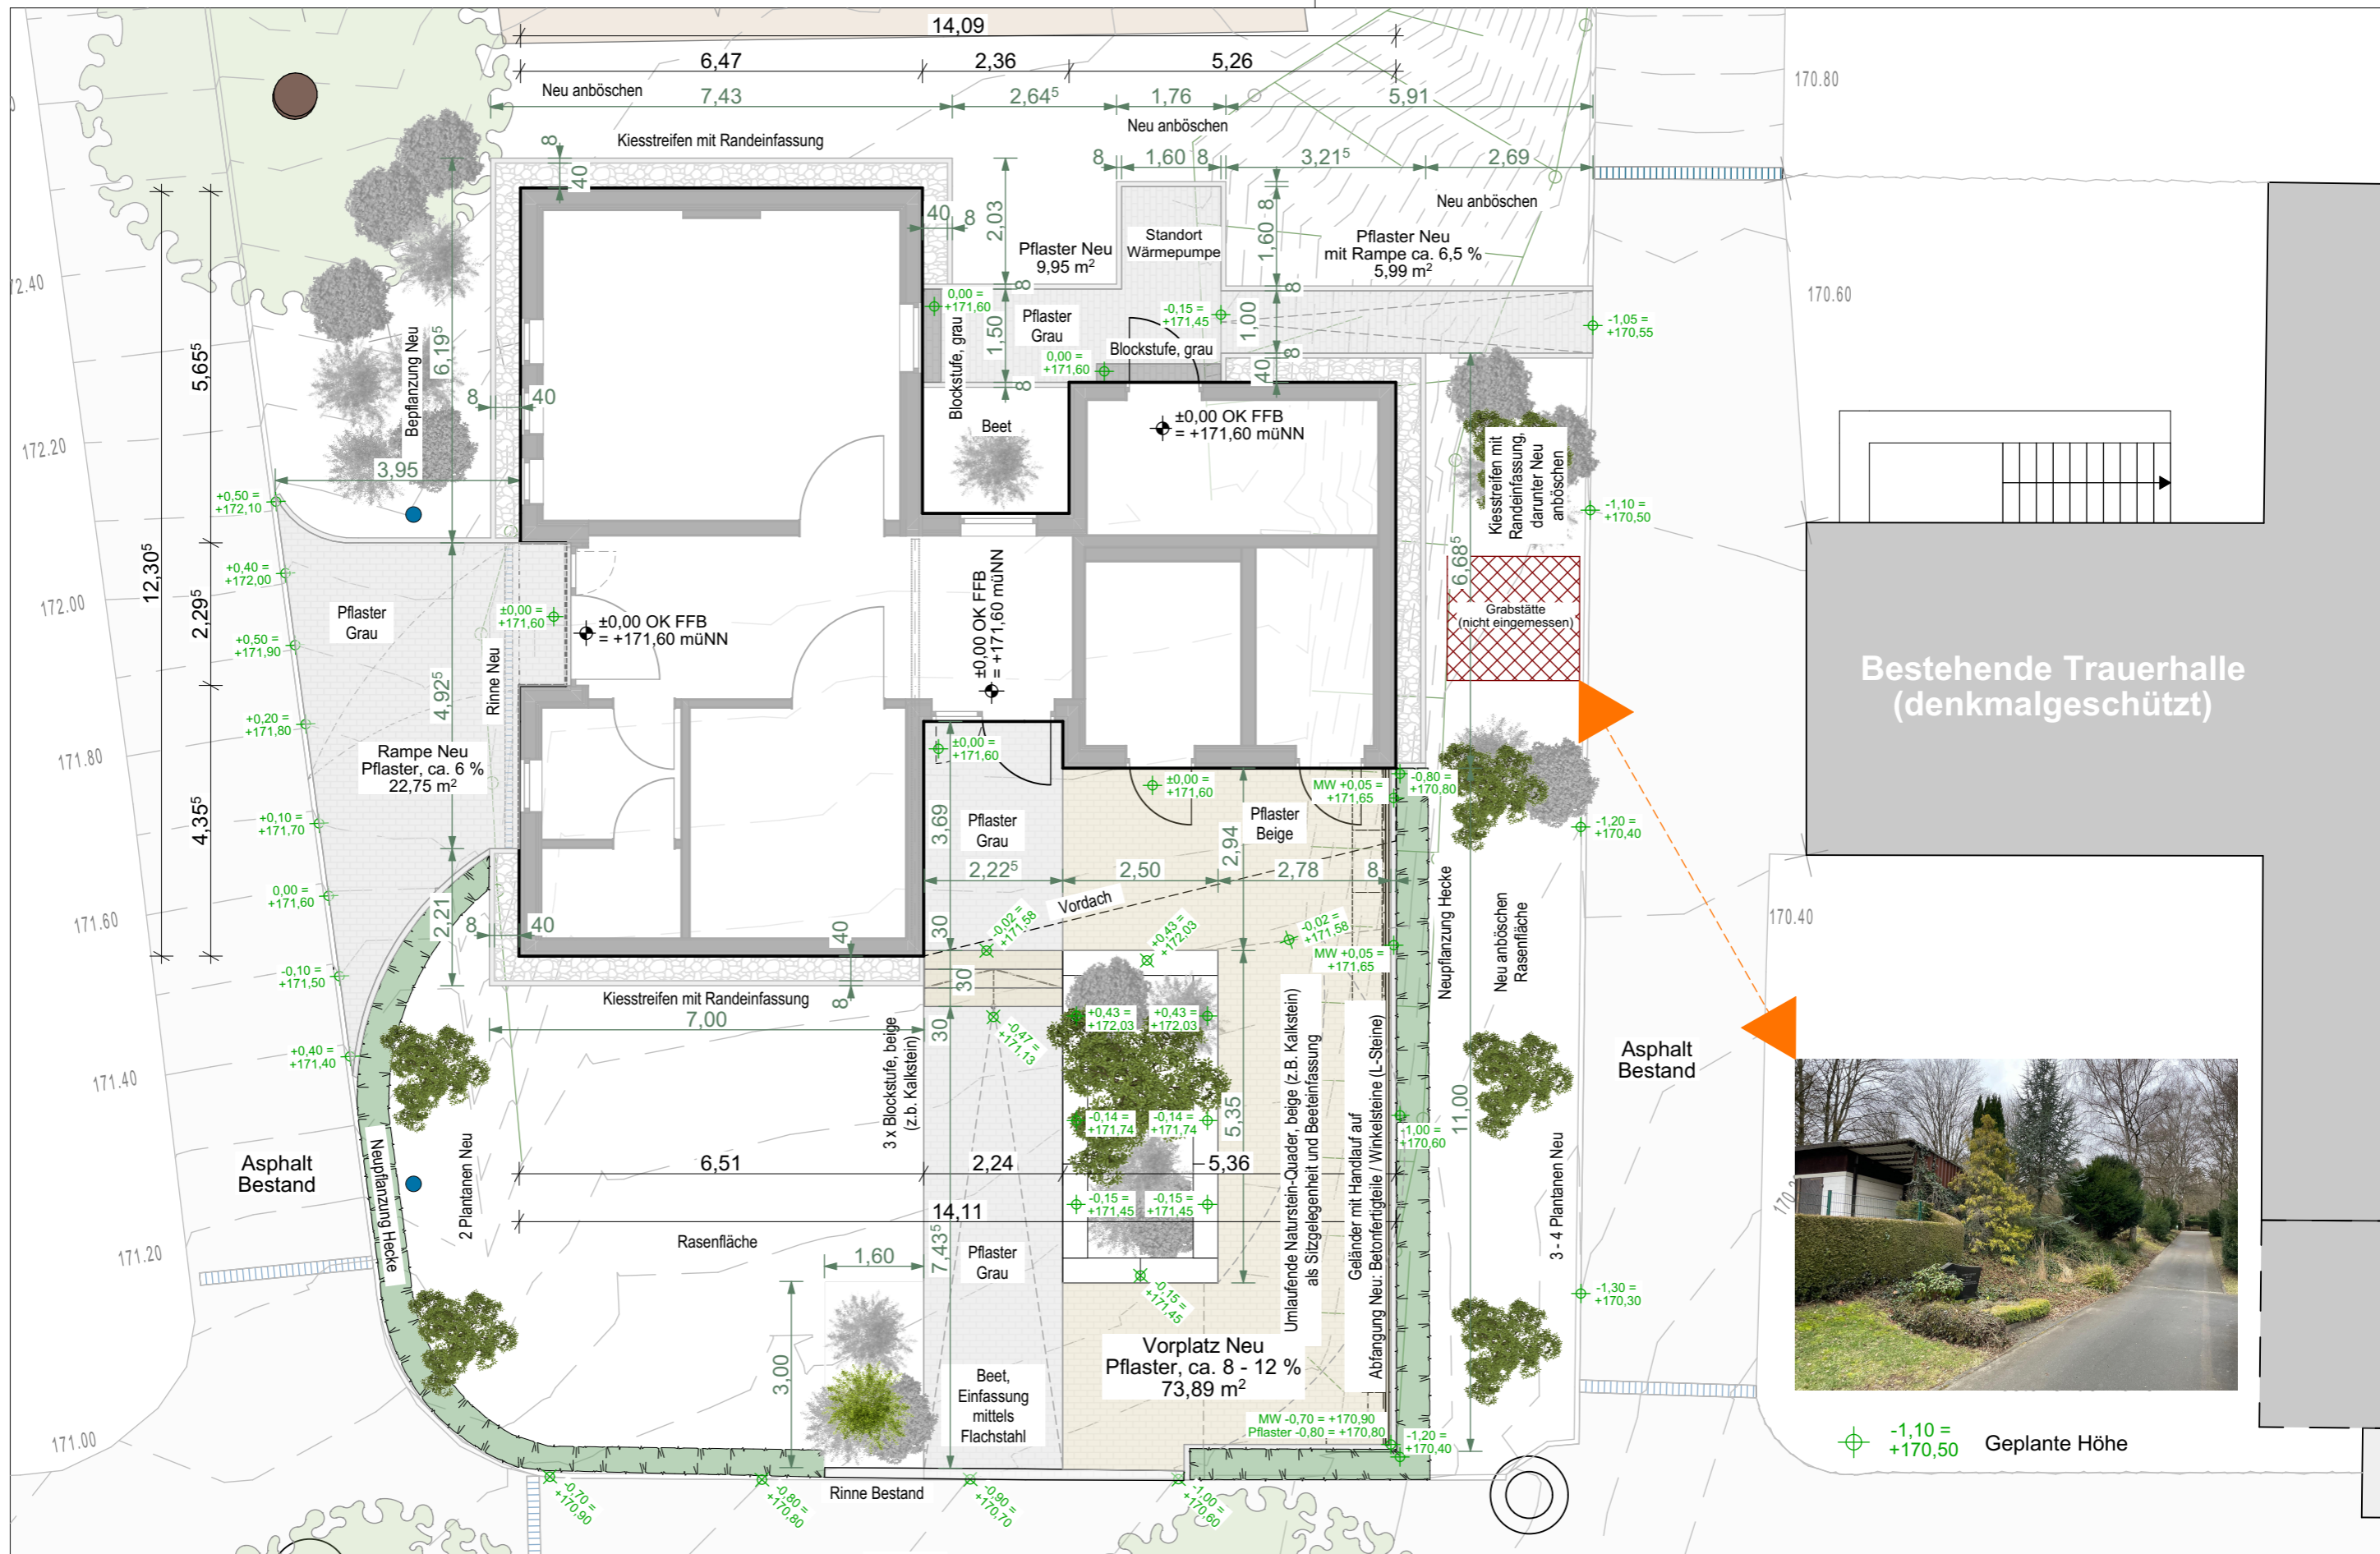 14,09
6,47
2,36
5,26
170.80
Neu anböschen
7,43
2,64⁵
1,76
5,91
Neu anböschen
Kiesstreifen mit Randeinfassung
8
40
8
1,60
8
3,21⁵
2,69
Neu anböschen
40
8
2,03
Pflaster Neu
9,95 m²
Standort
Wärmepumpe
8
1,60
Pflaster Neu
mit Rampe ca. 6,5 %
5,99 m²
72.40
170.60
0,00 =
+171,60
8
1,50
8
Pflaster
Grau
-0,15 =
+171,45
8
1,00
8
40
-1,05 =
+170,55
Blockstufe, grau
Blockstufe, grau
0,00 =
+171,60
5,65⁵
6,19⁵
Bepflanzung Neu
8
40
Beet
±0,00 OK FFB
= +171,60 müNN
172.20
3,95
Kiesstreifen mit
Randeinfassung,
darunter Neu
anböschen
+0,50 =
+172,10
-1,10 =
+170,50
12,30⁵
2,29⁵
+0,40 =
+172,00
172.00
Pflaster
Grau
±0,00 =
+171,60
±0,00 OK FFB
= +171,60 müNN
±0,00 OK FFB
= +171,60 müNN
6,68⁵
Grabstätte
(nicht eingemessen)
+0,50 =
+171,90
Rinne Neu
4,92⁵
Bestehende Trauerhalle
(denkmalgeschützt)
+0,20 =
+171,80
171.80
Rampe Neu
Pflaster, ca. 6 %
22,75 m²
±0,00 =
+171,60
±0,00 =
+171,60
MW +0,05 =
+171,65
-0,80 =
+170,80
4,35⁵
+0,10 =
+171,70
3,69
Pflaster
Grau
Pflaster
Beige
2,94
-1,20 =
+170,40
2,22⁵
2,50
2,78
8
0,00 =
+171,60
171.60
2,21
8
40
Vordach
170.40
30
-0,02 =
+171,58
+0,43 =
+172,03
-0,02 =
+171,58
MW +0,05 =
+171,65
Neupflanzung Hecke
Neu anböschen
Rasenfläche
-0,10 =
+171,50
40
8
30
Kiesstreifen mit Randeinfassung
7,00
30
3 x Blockstufe, beige
(z.b. Kalkstein)
-0,47 =
+171,13
+0,43 =
+172,03
+0,43 =
+172,03
+0,40 =
+171,40
171.40
Asphalt
Bestand
-0,14 =
+171,74
-0,14 =
+171,74
5,35
Umlaufende Naturstein-Quader, beige (z.B. Kalkstein)
als Sitzgelegenheit und Beeteinfassung
Geländer mit Handlauf auf
Abfangung Neu: Betonfertigteile / Winkelsteine (L-Steine)
-1,00 =
+170,60
11,00
3 - 4 Plantanen Neu
Asphalt
Bestand
Neupflanzung Hecke
2 Plantanen Neu
6,51
2,24
5,36
-0,15 =
+171,45
-0,15 =
+171,45
14,11
171.20
Rasenfläche
7,43⁵
Pflaster
Grau
1,60
-0,15 =
+171,45
-1,30 =
+170,30
3,00
Vorplatz Neu
Pflaster, ca. 8 - 12 %
73,89 m²
Beet,
Einfassung
mittels
Flachstahl
MW -0,70 = +170,90
Pflaster -0,80 = +170,80
-1,20 =
+170,40
171.00
-1,10 =
+170,50
Geplante Höhe
-0,70 =
+170,90
-0,80 =
+170,80
Rinne Bestand
-0,90 =
+170,70
-1,00 =
+170,60